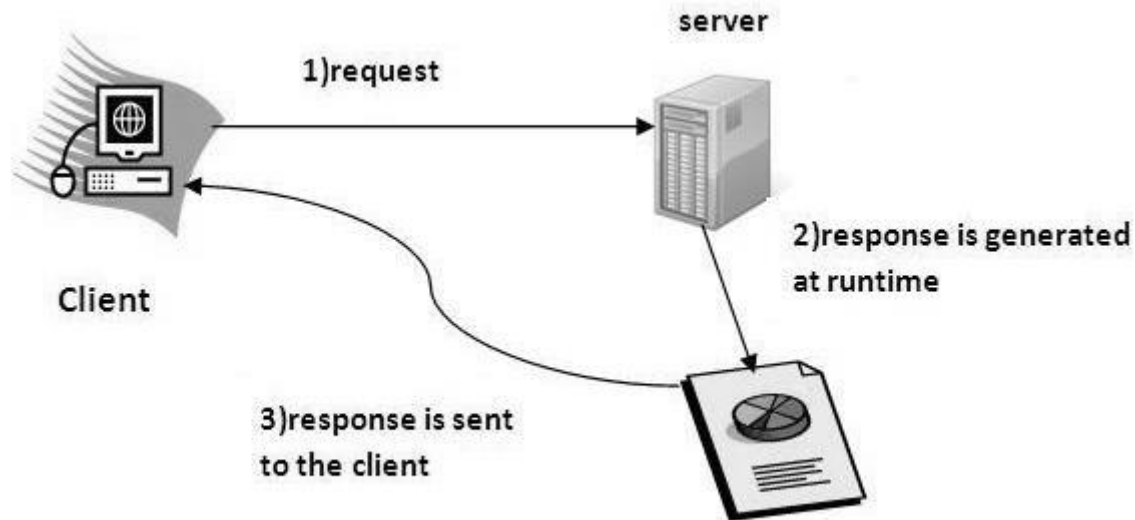 server
1)request
2)response is generated
at runtime
Client
3)response is sent
to the client